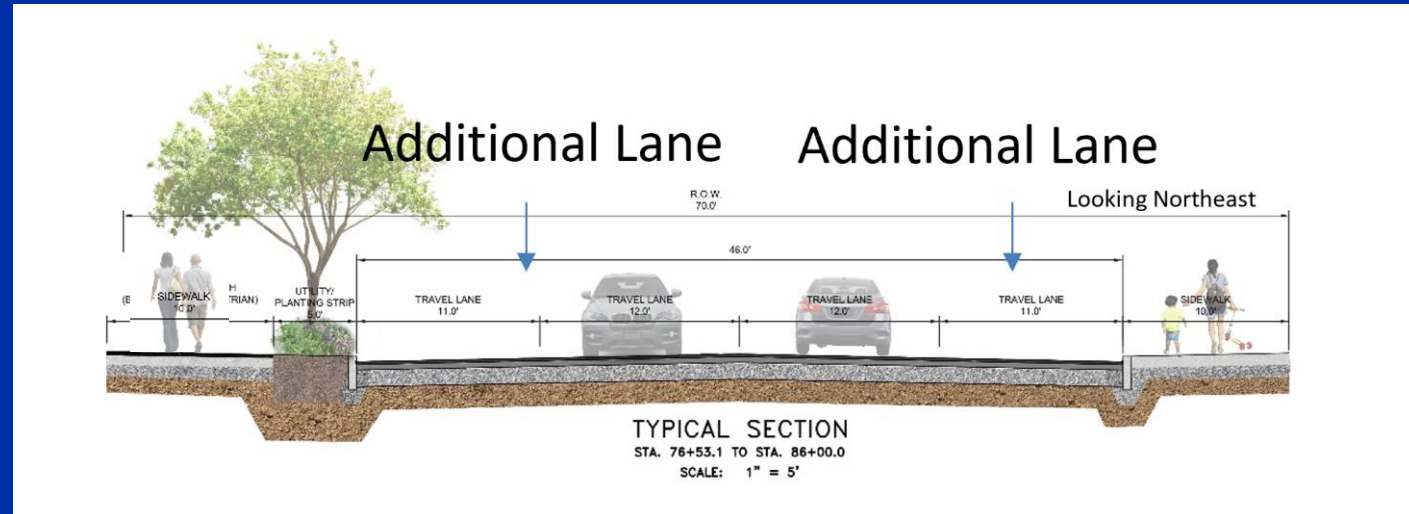 Additional Lane
Additional Lane
Looking Northeast
R.O.W.
70.0'
46.0'
(B
SIDEWALK
10.0'
H
TRIAN)
UTILITY/
PLANTING STRIP
5.0'
TRAVEL LANE
11.0'
TRAVEL LANE
12.0'
TRAVEL LANE
12.0'
TRAVEL LANE
11.0'
SIDEWALK
10.0'
TYPICAL SECTION
STA. 76+53.1 TO STA. 86+00.0
SCALE: 1" = 5'